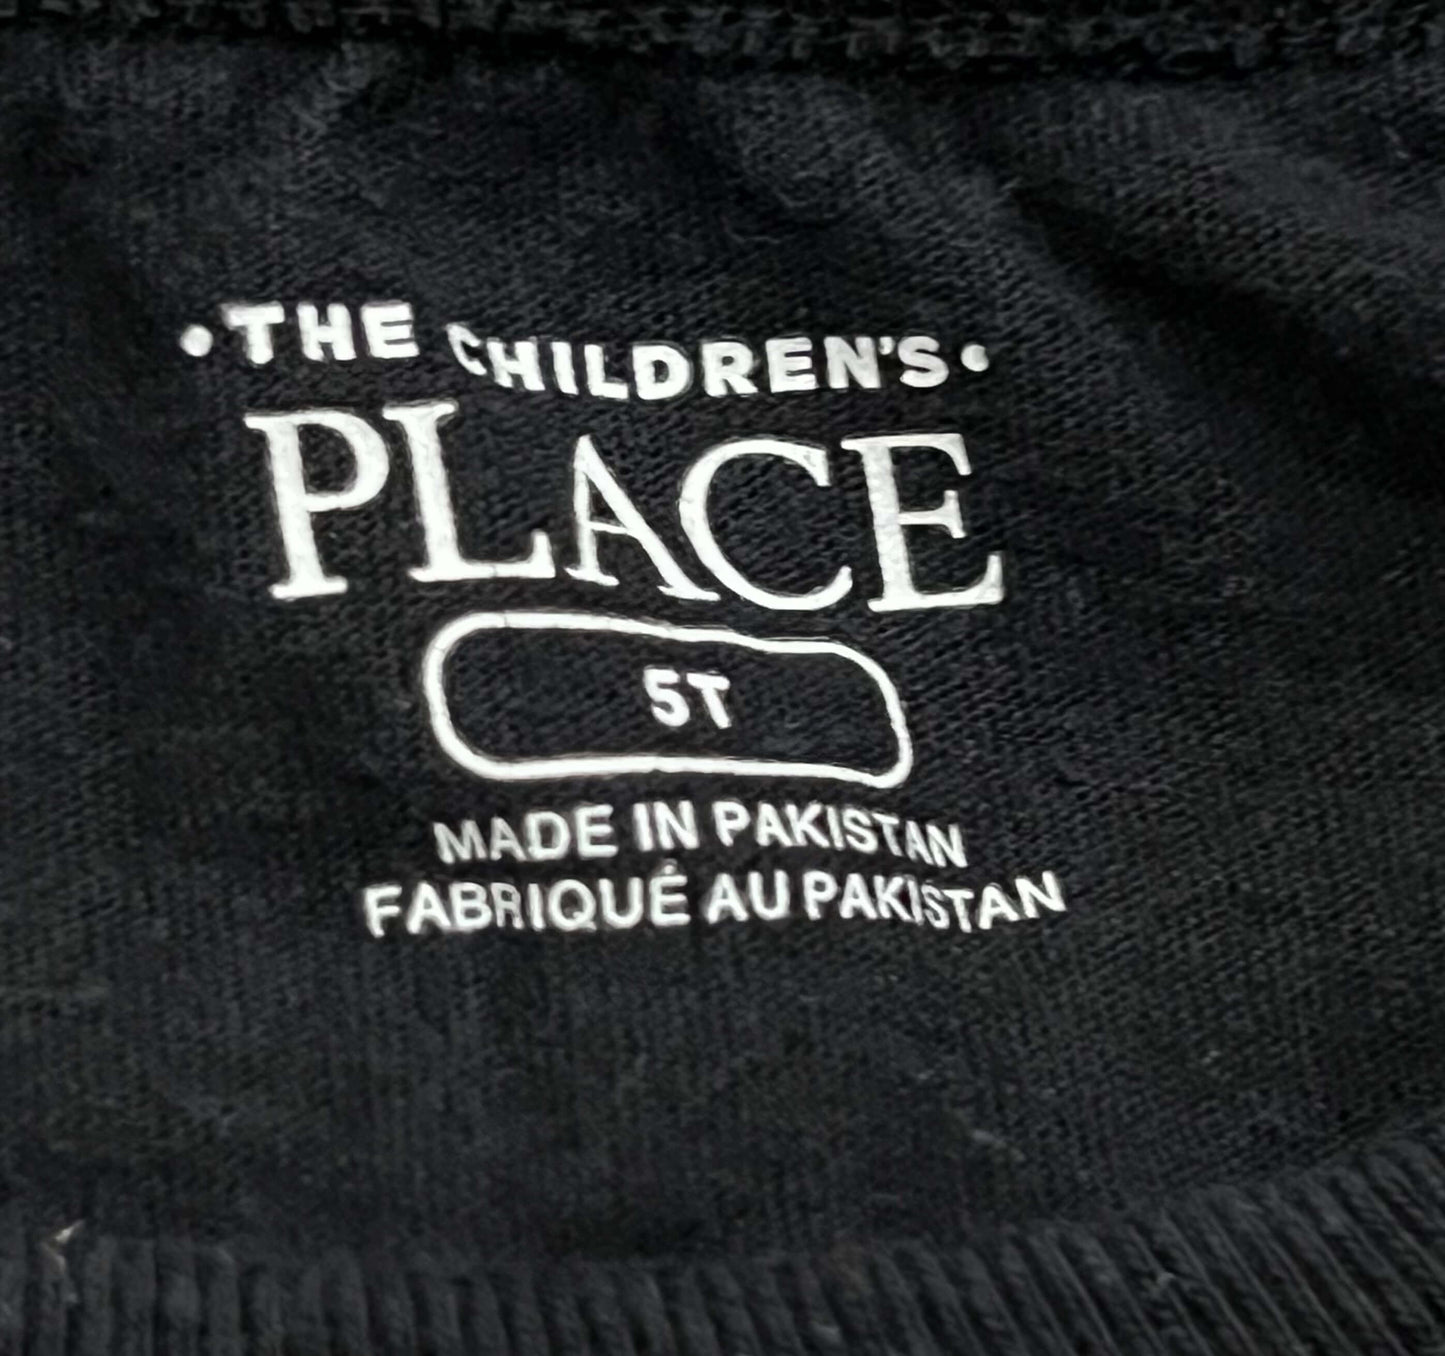 • THE CHILDREN'S •
PLACE
5T
MADE IN PAKISTAN
FABRIQUÉ AU PAKISTAN